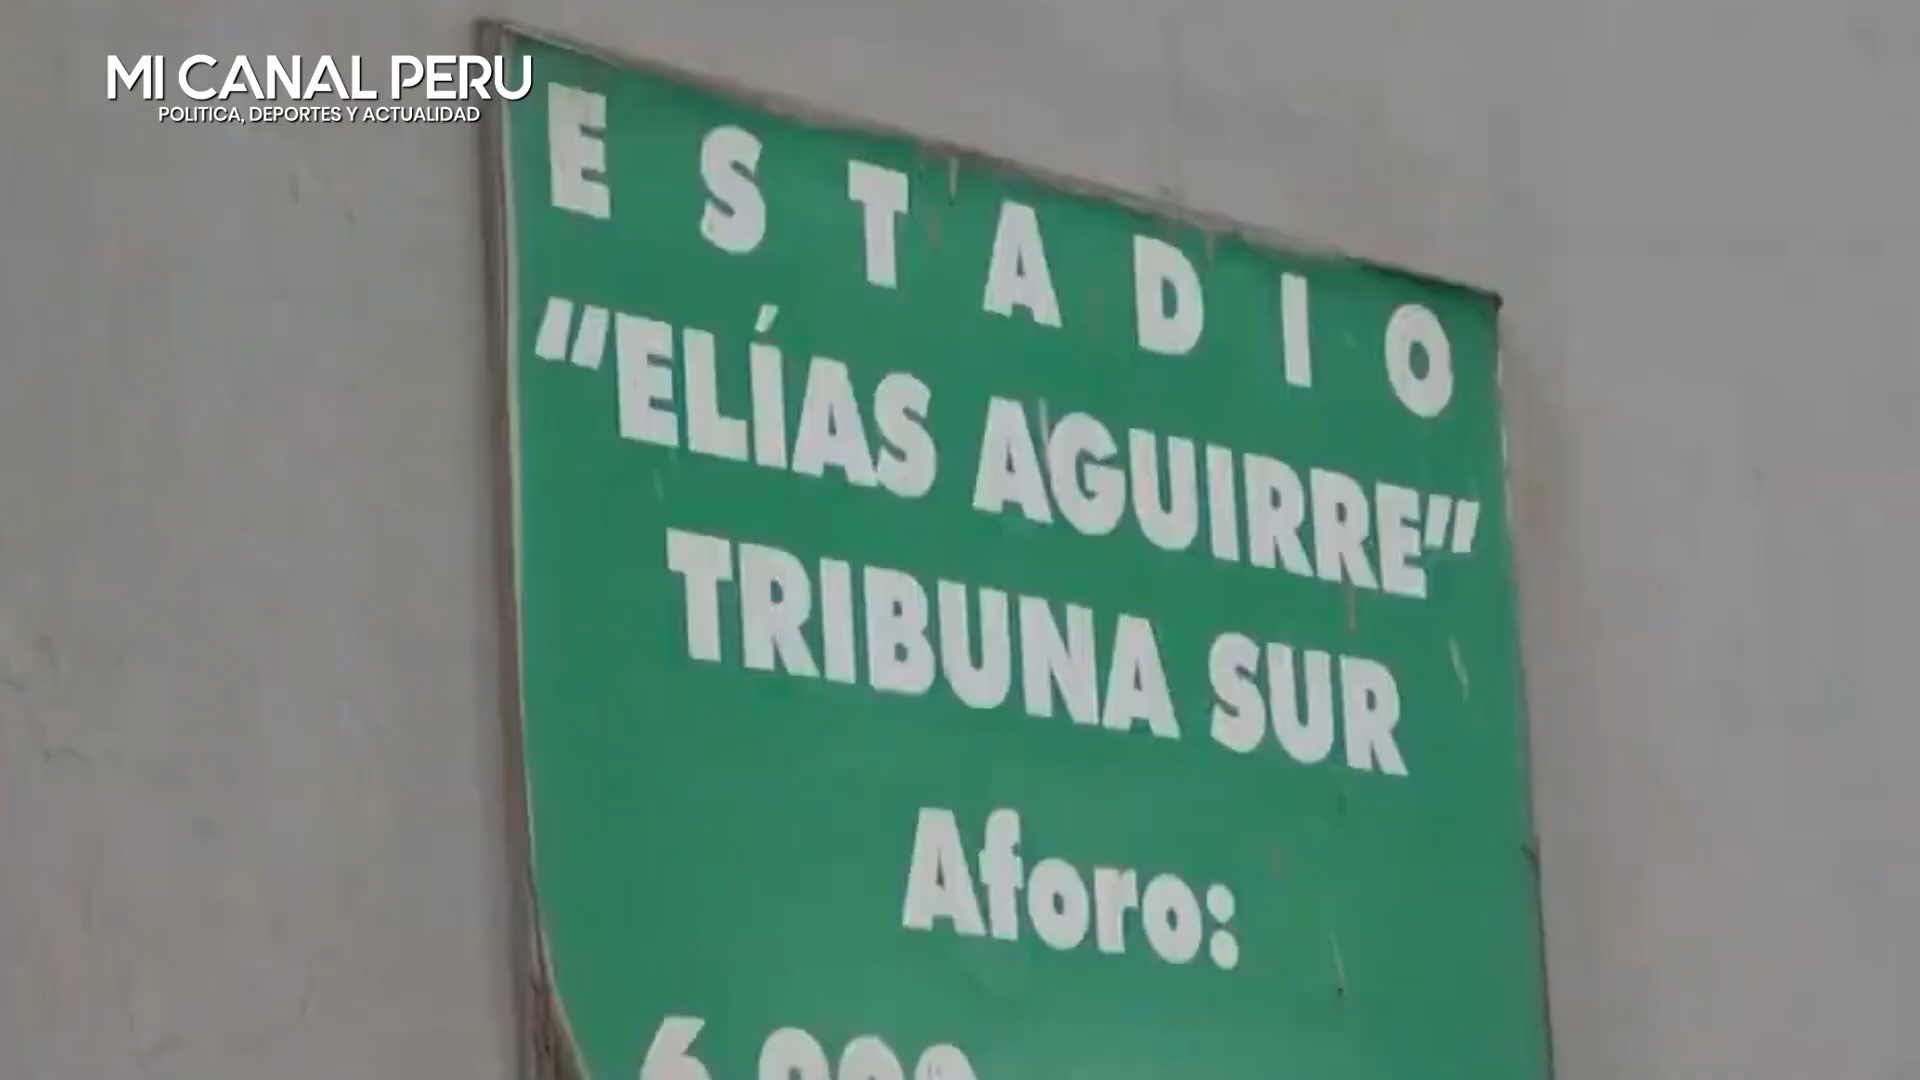 MI CANAL PERU
POLITICA, DEPORTES Y ACTUALIDAD
ESTADIO
"ELÍAS AGUIRRE"
TRIBUNA SUR
Aforo: